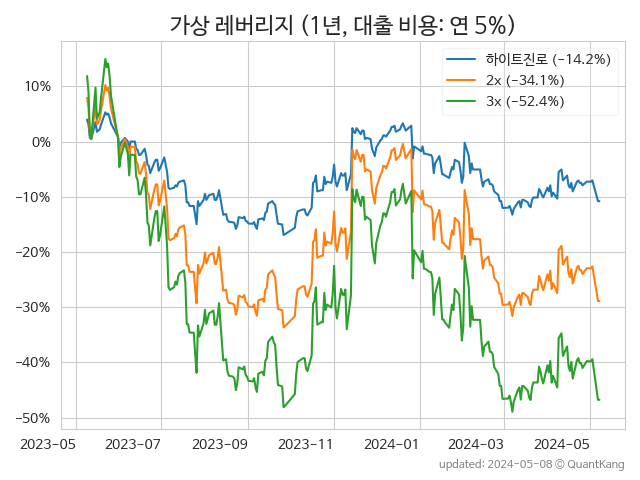 가상 레버리지 (1년, 대출 비용: 연 5%)
하이트진로 (−14.2%)
2x (−34.1%)
3x (−52.4%)
10%
0%
−10%
−20%
−30%
−40%
−50%
2023-05 2023-07 2023-09 2023-11 2024-01 2024-03 2024-05
updated: 2024-05-08 ⓒ QuantKang